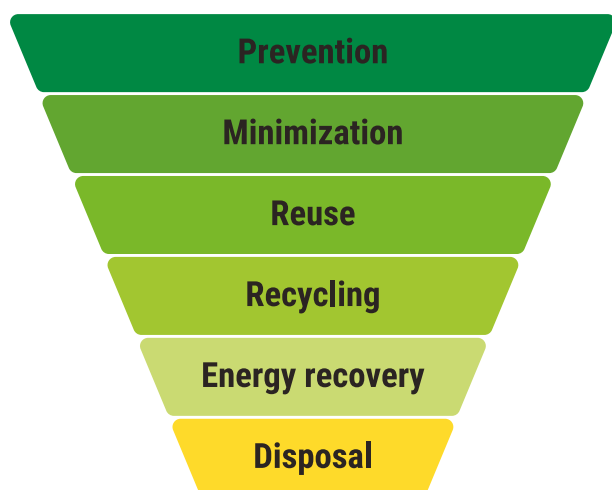 Prevention
Minimization
Reuse
Recycling
Energy recovery
Disposal